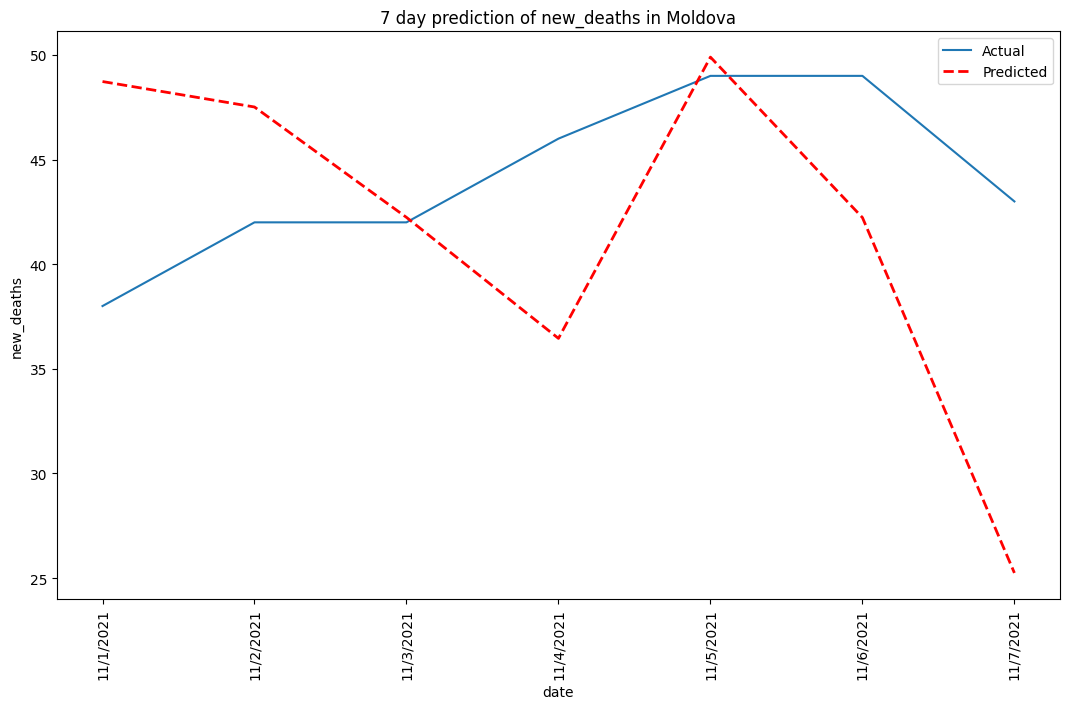 7 day prediction of new_deaths in Moldova
Actual
Predicted
50
45
40
35
30
25
new_deaths
11/1/2021
11/2/2021
11/3/2021
11/4/2021
11/5/2021
11/6/2021
11/7/2021
date